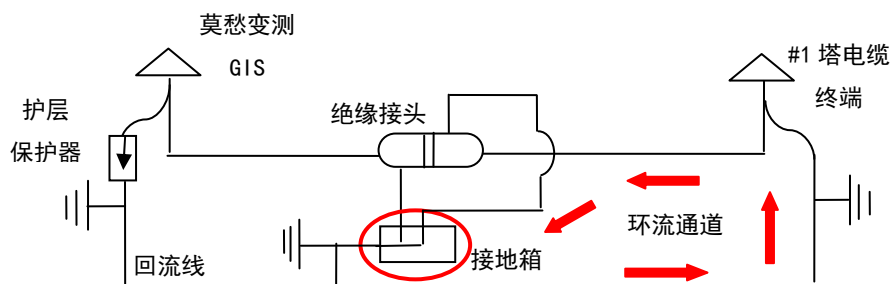 莫愁变测
GIS
#1 塔电缆
终端
护层
保护器
绝缘接头
环流通道
接地箱
回流线